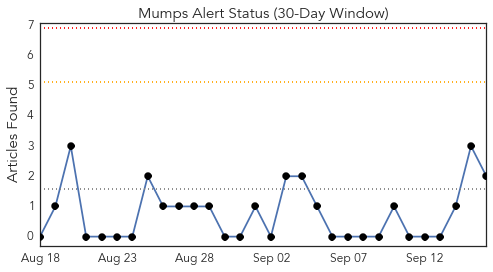 Mumps Alert Status (30-Day Window)
Articles Found
7
6
5
4
3
2
1
0
Aug 18 Aug 23 Aug 28 Sep 02 Sep 07 Sep 12